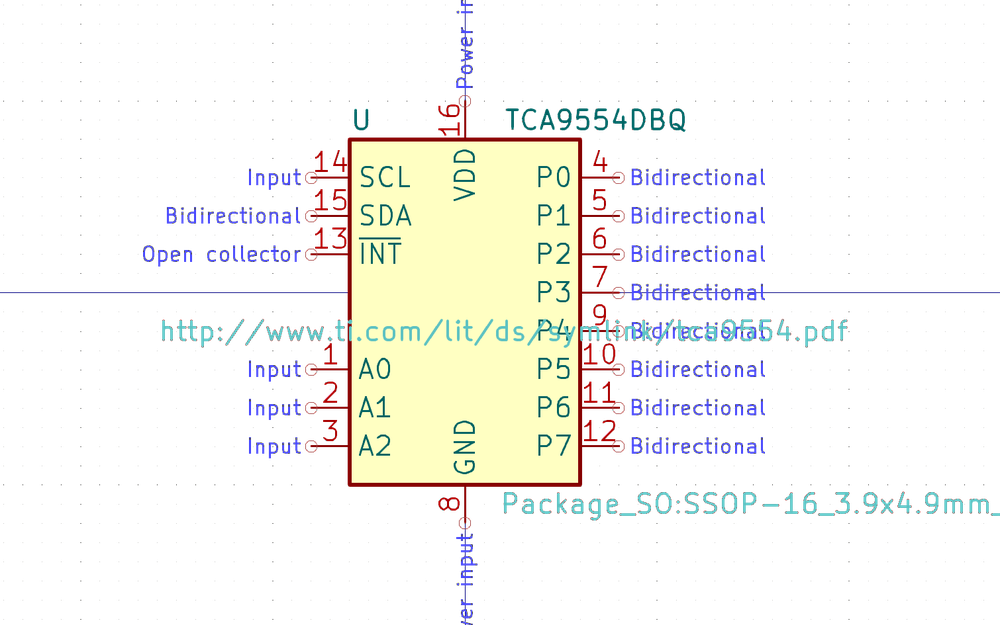 Power in
16
U
TCA9554DBQ
VDD
Input 14 SCL
P0 4 Bidirectional
Bidirectional 15 SDA
P1 5 Bidirectional
Open collector 13 INT
P2 6 Bidirectional
P3 7 Bidirectional
P4 9 Bidirectional
http://www.ti.com/lit/ds/symlink/tca9554.pdf
Input 1 A0
P5 10 Bidirectional
Input 2 A1
P6 11 Bidirectional
Input 3 A2
P7 12 Bidirectional
GND
8
Package_SO:SSOP-16_3.9x4.9mm_
wer input